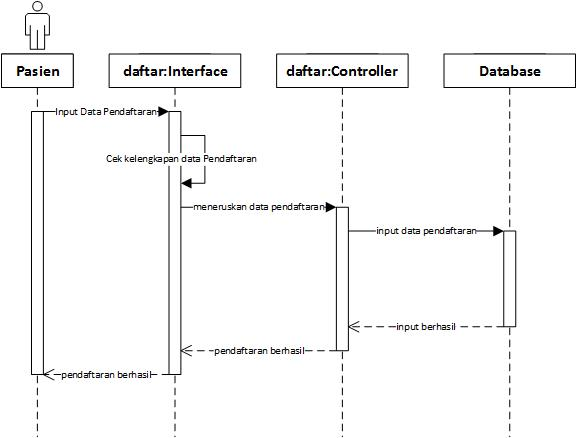 Pasien
daftar:Interface
daftar:Controller
Database
Input Data Pendaftaran
Cek kelengkapan data Pendaftaran
meneruskan data pendaftaran
input data pendaftaran
input berhasil
pendaftaran berhasil
pendaftaran berhasil